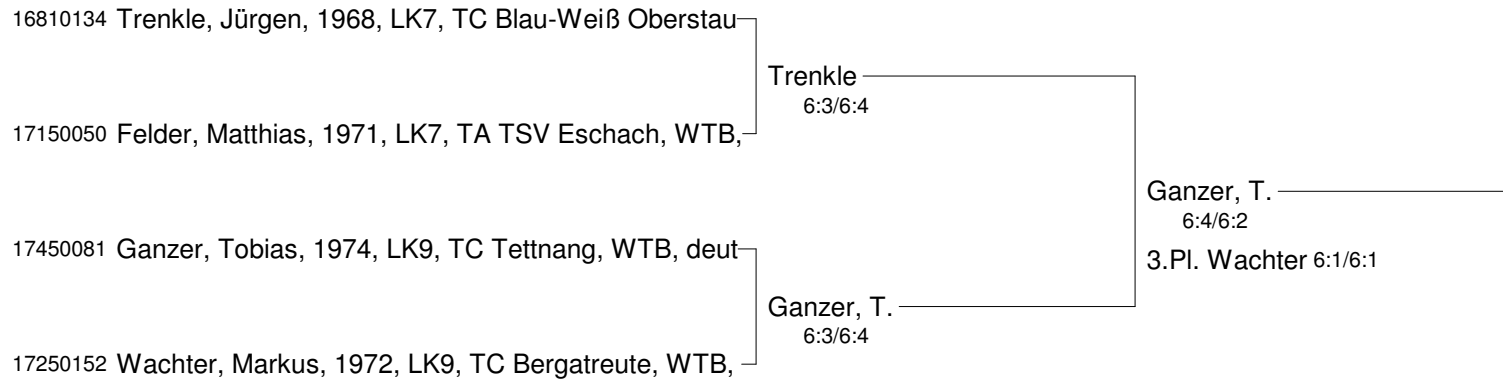 16810134 Trenkle, Jürgen, 1968, LK7, TC Blau-Weiß Oberstau
Trenkle
6:3/6:4
17150050 Felder, Matthias, 1971, LK7, TA TSV Eschach, WTB,
Ganzer, T.
6:4/6:2
17450081 Ganzer, Tobias, 1974, LK9, TC Tettnang, WTB, deut
3.Pl. Wachter 6:1/6:1
Ganzer, T.
6:3/6:4
17250152 Wachter, Markus, 1972, LK9, TC Bergatreute, WTB,